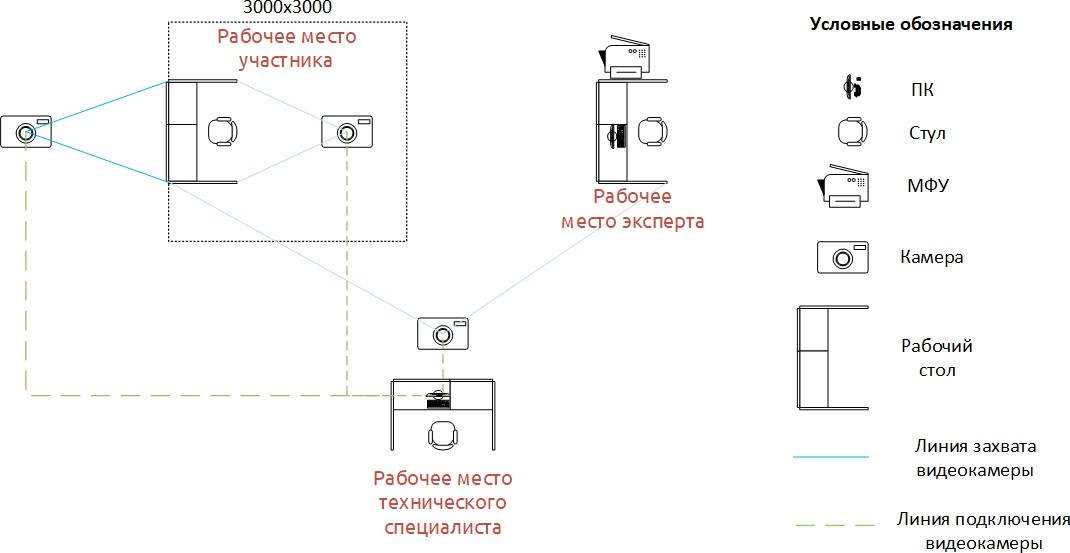 3000x3000
Рабочее место
участника
Рабочее
место эксперта
Рабочее место
технического
специалиста
Условные обозначения
ПК
Стул
МФУ
Камера
Рабочий
стол
Линия захвата
видеокамеры
Линия подключения
видеокамеры